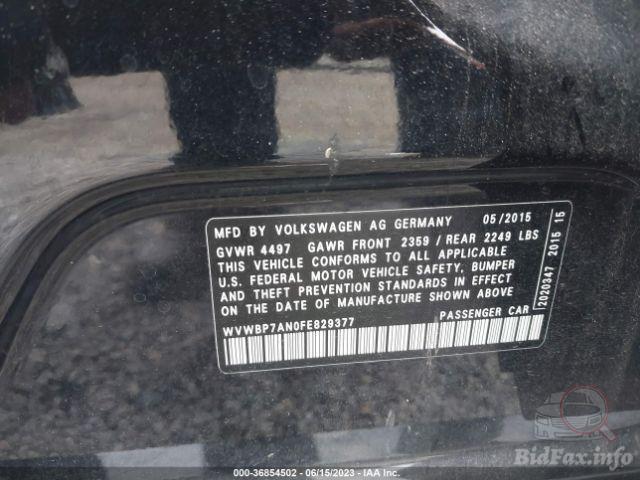 MFD BY VOLKSWAGEN AG GERMANY 05/2015
GVWR 4497 GAWR FRONT 2359 / REAR 2249 LBS
THIS VEHICLE CONFORMS TO ALL APPLICABLE
U.S. FEDERAL MOTOR VEHICLE SAFETY, BUMPER
AND THEFT PREVENTION STANDARDS IN EFFECT
ON THE DATE OF MANUFACTURE SHOWN ABOVE
WVWBP7AN0FE829377 PASSENGER CAR
2020347 2015 15
BidFax.info
000-36854502 - 06/15/2023 - IAA Inc.